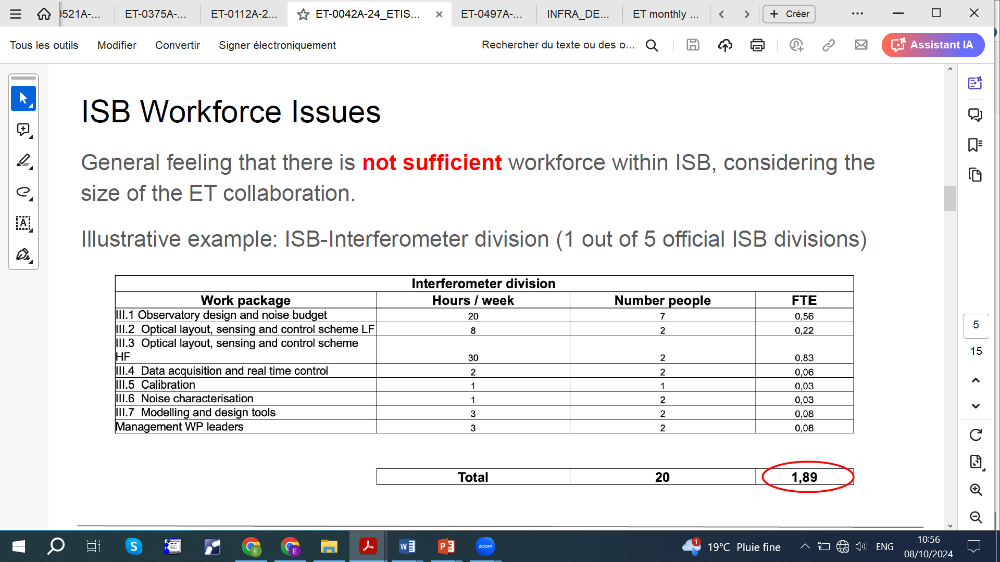 0521A-...
ET-0375A-...
ET-0112A-2...
ET-0042A-24_ETIS...
ET-0497A-...
INFRA_DE...
ET monthly ...
+ Créer
Tous les outils
Modifier
Convertir
Signer électroniquement
Rechercher du texte ou des o...
Assistant IA
ISB Workforce Issues
General feeling that there is not sufficient workforce within ISB, considering the
size of the ET collaboration.
Illustrative example: ISB-Interferometer division (1 out of 5 official ISB divisions)
Interferometer division
Work package Hours / week Number people FTE
III.1 Observatory design and noise budget 20 7 0,56
III.2 Optical layout, sensing and control scheme LF 8 2 0,22
III.3 Optical layout, sensing and control scheme
HF 30 2 0,83
III.4 Data acquisition and real time control 2 2 0,06
III.5 Calibration 1 1 0,03
III.6 Noise characterisation 1 2 0,03
III.7 Modelling and design tools 3 2 0,08
Management WP leaders 3 2 0,08
Total 20 1,89
5
15
1
19°C Pluie fine
ENG
10:56
08/10/2024
zoom